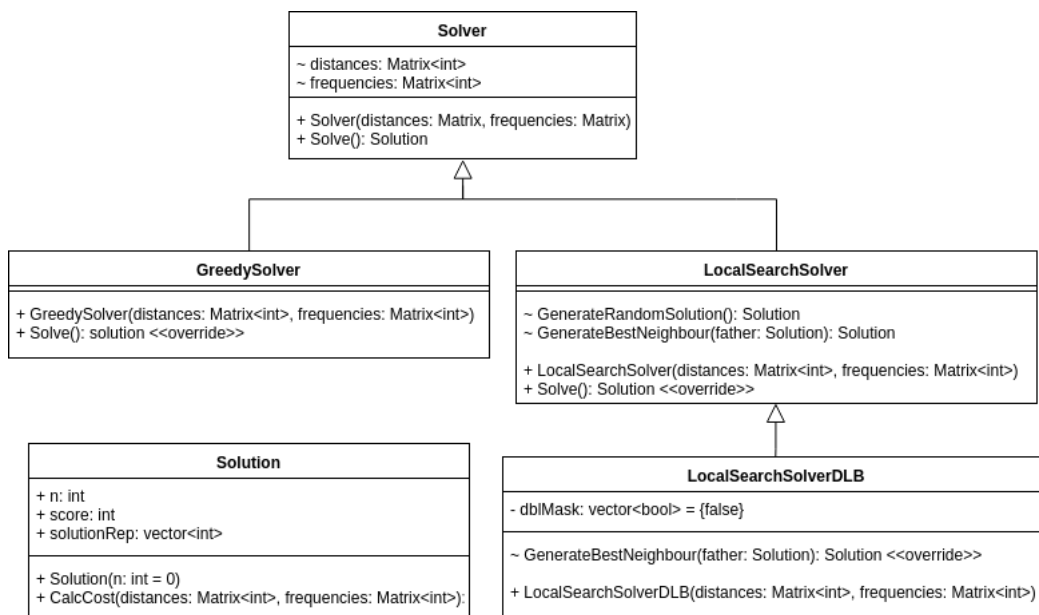 Solver
~ distances: Matrix<int>
~ frequencies: Matrix<int>
+ Solver(distances: Matrix, frequencies: Matrix)
+ Solve(): Solution
GreedySolver
+ GreedySolver(distances: Matrix<int>, frequencies: Matrix<int>)
+ Solve(): solution <<override>>
LocalSearchSolver
~ GenerateRandomSolution(): Solution
~ GenerateBestNeighbour(father: Solution): Solution
+ LocalSearchSolver(distances: Matrix<int>, frequencies: Matrix<int>)
+ Solve(): Solution <<override>>
Solution
+ n: int
+ score: int
+ solutionRep: vector<int>
+ Solution(n: int = 0)
+ CalcCost(distances: Matrix<int>, frequencies: Matrix<int>):
LocalSearchSolverDLB
- dblMask: vector<bool> = {false}
~ GenerateBestNeighbour(father: Solution): Solution <<override>>
+ LocalSearchSolverDLB(distances: Matrix<int>, frequencies: Matrix<int>)